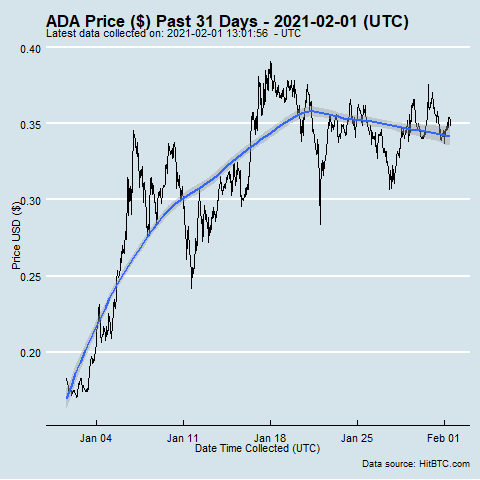 ADA Price ($) Past 31 Days - 2021-02-01 (UTC)
Latest data collected on: 2021-02-01 13:01:56 - UTC
0.40
0.35
0.30
0.25
0.20
Price USD ($)
Jan 04 Jan 11 Jan 18 Jan 25 Feb 01
Date Time Collected (UTC)
Data source: HitBTC.com